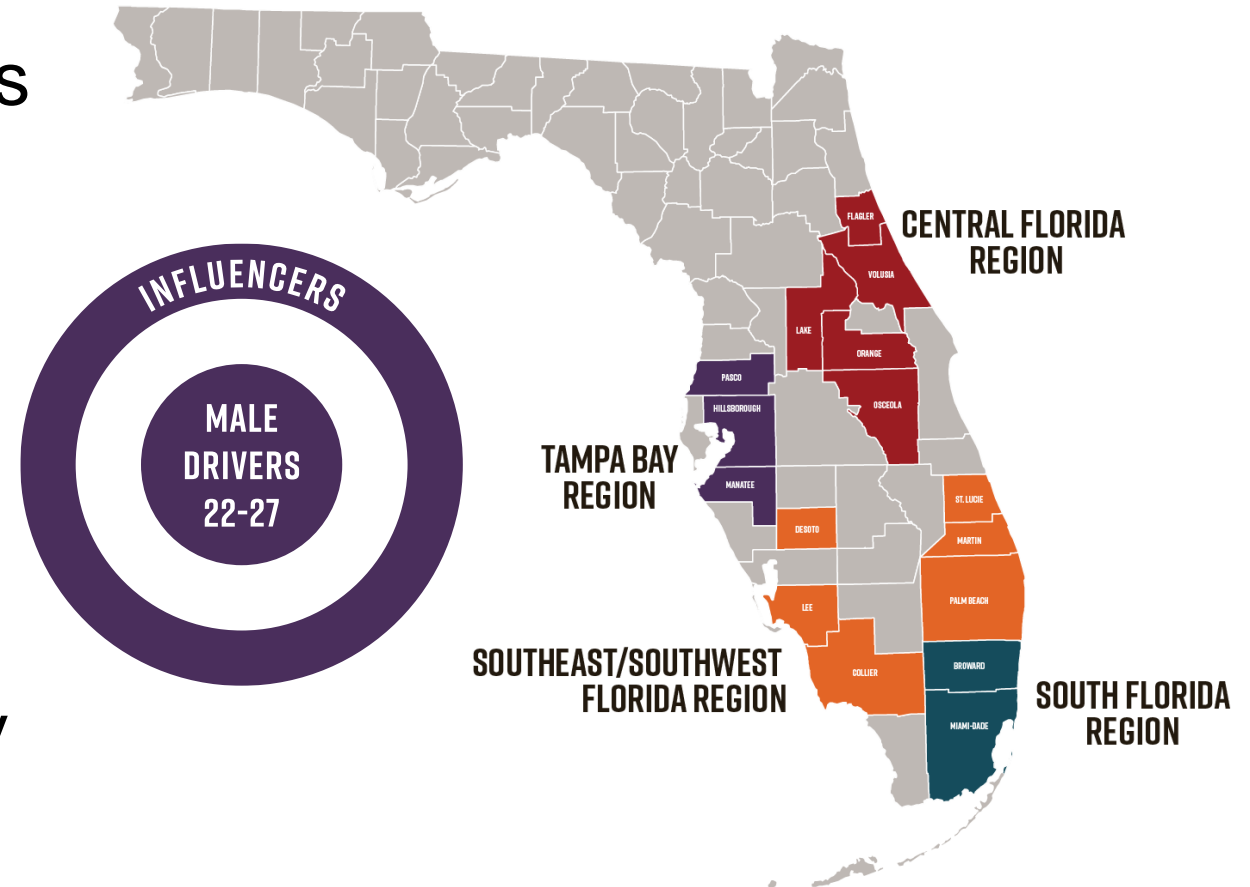 s
y
INFLUENCERS
MALE
DRIVERS
22-27
CENTRAL FLORIDA
REGION
FLAGLER
VOLUSIA
LAKE
ORANGE
OSCEOLA
TAMPA BAY
REGION
PASCO
HILLSBOROUGH
MANATEE
SOUTHEAST/SOUTHWEST
FLORIDA REGION
DESOTO
LEE
COLLIER
ST. LUCIE
MARTIN
PALM BEACH
SOUTH FLORIDA
REGION
BROWARD
MIAMI-DADE